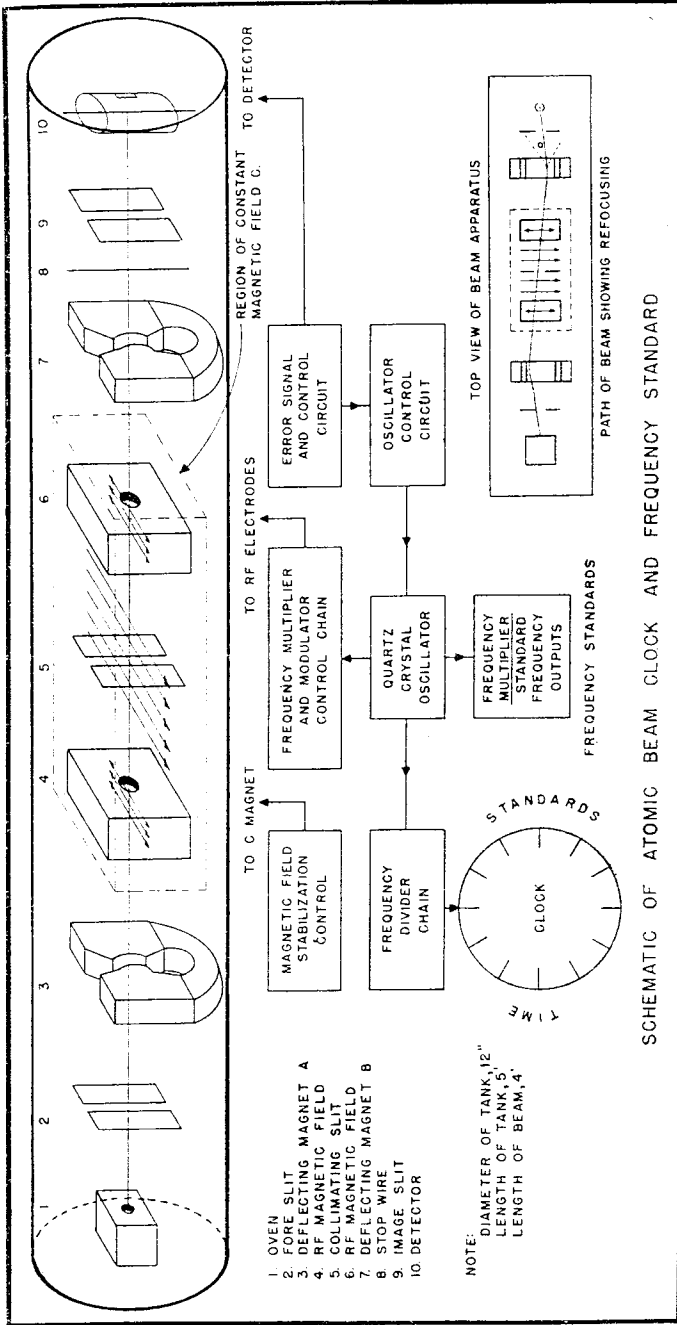 1 2 3 4 5 6 7 8 9 10
REGION OF CONSTANT
MAGNETIC FIELD C.
TO C MAGNET
TO RF ELECTRODES
TO DETECTOR
1. OVEN
2. FORE SLIT
3. DEFLECTING MAGNET A
4. RF MAGNETIC FIELD
5. COLLIMATING SLIT
6. RF MAGNETIC FIELD
7. DEFLECTING MAGNET B
8. STOP WIRE
9. IMAGE SLIT
10. DETECTOR
NOTE:
DIAMETER OF TANK, 12"
LENGTH OF TANK, 5'
LENGTH OF BEAM, 4'
MAGNETIC FIELD
STABILIZATION
CONTROL
FREQUENCY MULTIPLIER
AND MODULATOR
CONTROL CHAIN
ERROR SIGNAL
AND CONTROL
CIRCUIT
FREQUENCY
DIVIDER
CHAIN
QUARTZ
CRYSTAL
OSCILLATOR
OSCILLATOR
CONTROL
CIRCUIT
TIME STANDARDS
CLOCK
FREQUENCY
MULTIPLIER
STANDARD
FREQUENCY
OUTPUTS
FREQUENCY STANDARDS
TOP VIEW OF BEAM APPARATUS
PATH OF BEAM SHOWING REFOCUSING
SCHEMATIC OF ATOMIC BEAM CLOCK AND FREQUENCY STANDARD